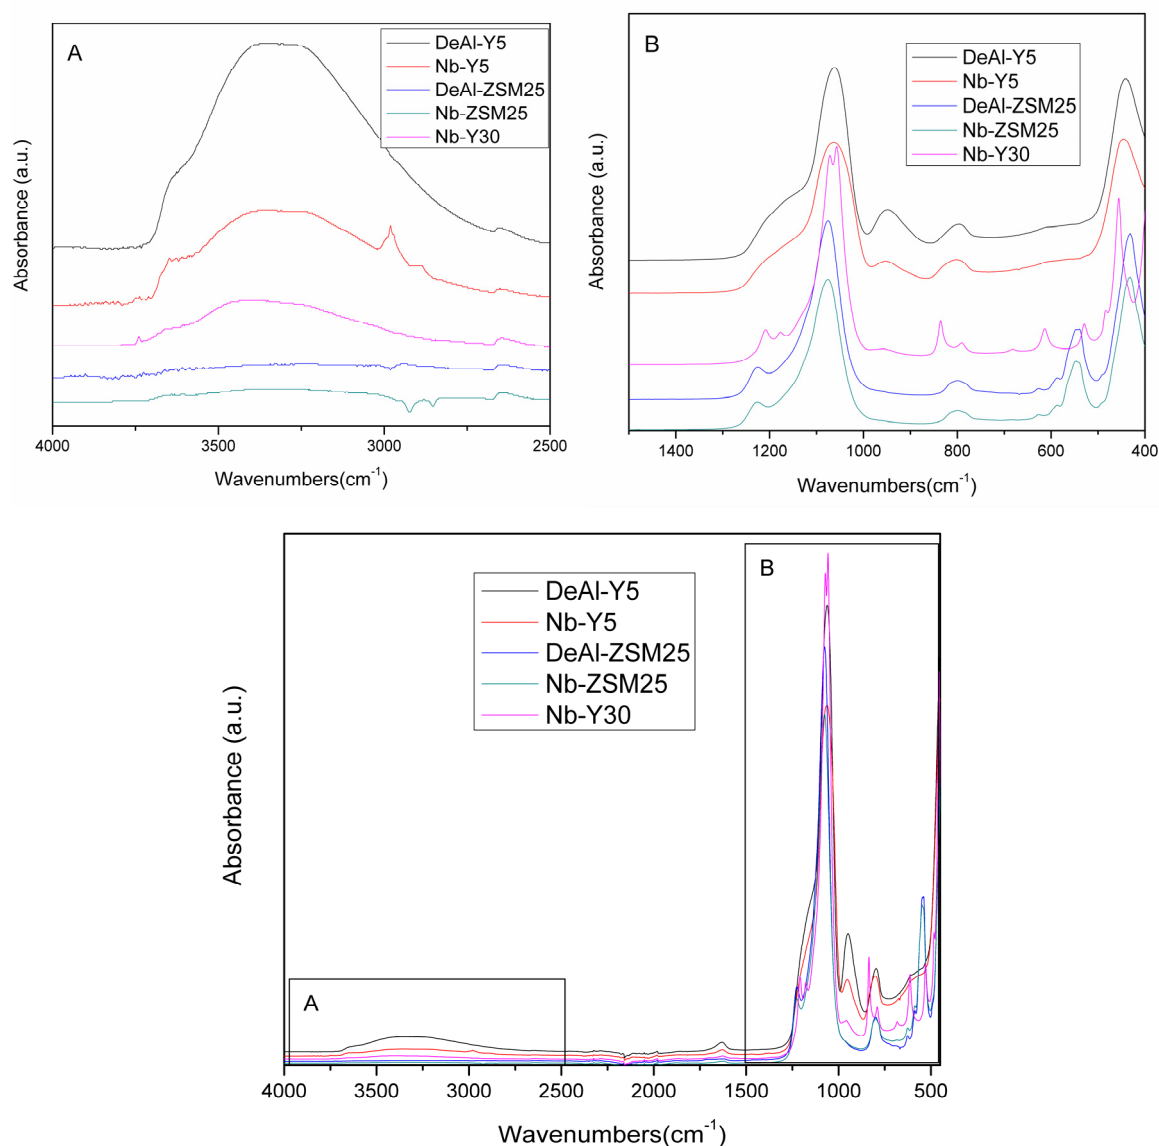 A
DeAl-Y5
Nb-Y5
DeAl-ZSM25
Nb-ZSM25
Nb-Y30
Absorbance (a.u.)
4000 3500 3000 2500
Wavenumbers(cm-1)
B
DeAl-Y5
Nb-Y5
DeAl-ZSM25
Nb-ZSM25
Nb-Y30
Absorbance (a.u.)
1400 1200 1000 800 600 400
Wavenumbers(cm-1)
DeAl-Y5
Nb-Y5
DeAl-ZSM25
Nb-ZSM25
Nb-Y30
B
A
Absorbance (a.u.)
4000 3500 3000 2500 2000 1500 1000 500
Wavenumbers(cm-1)